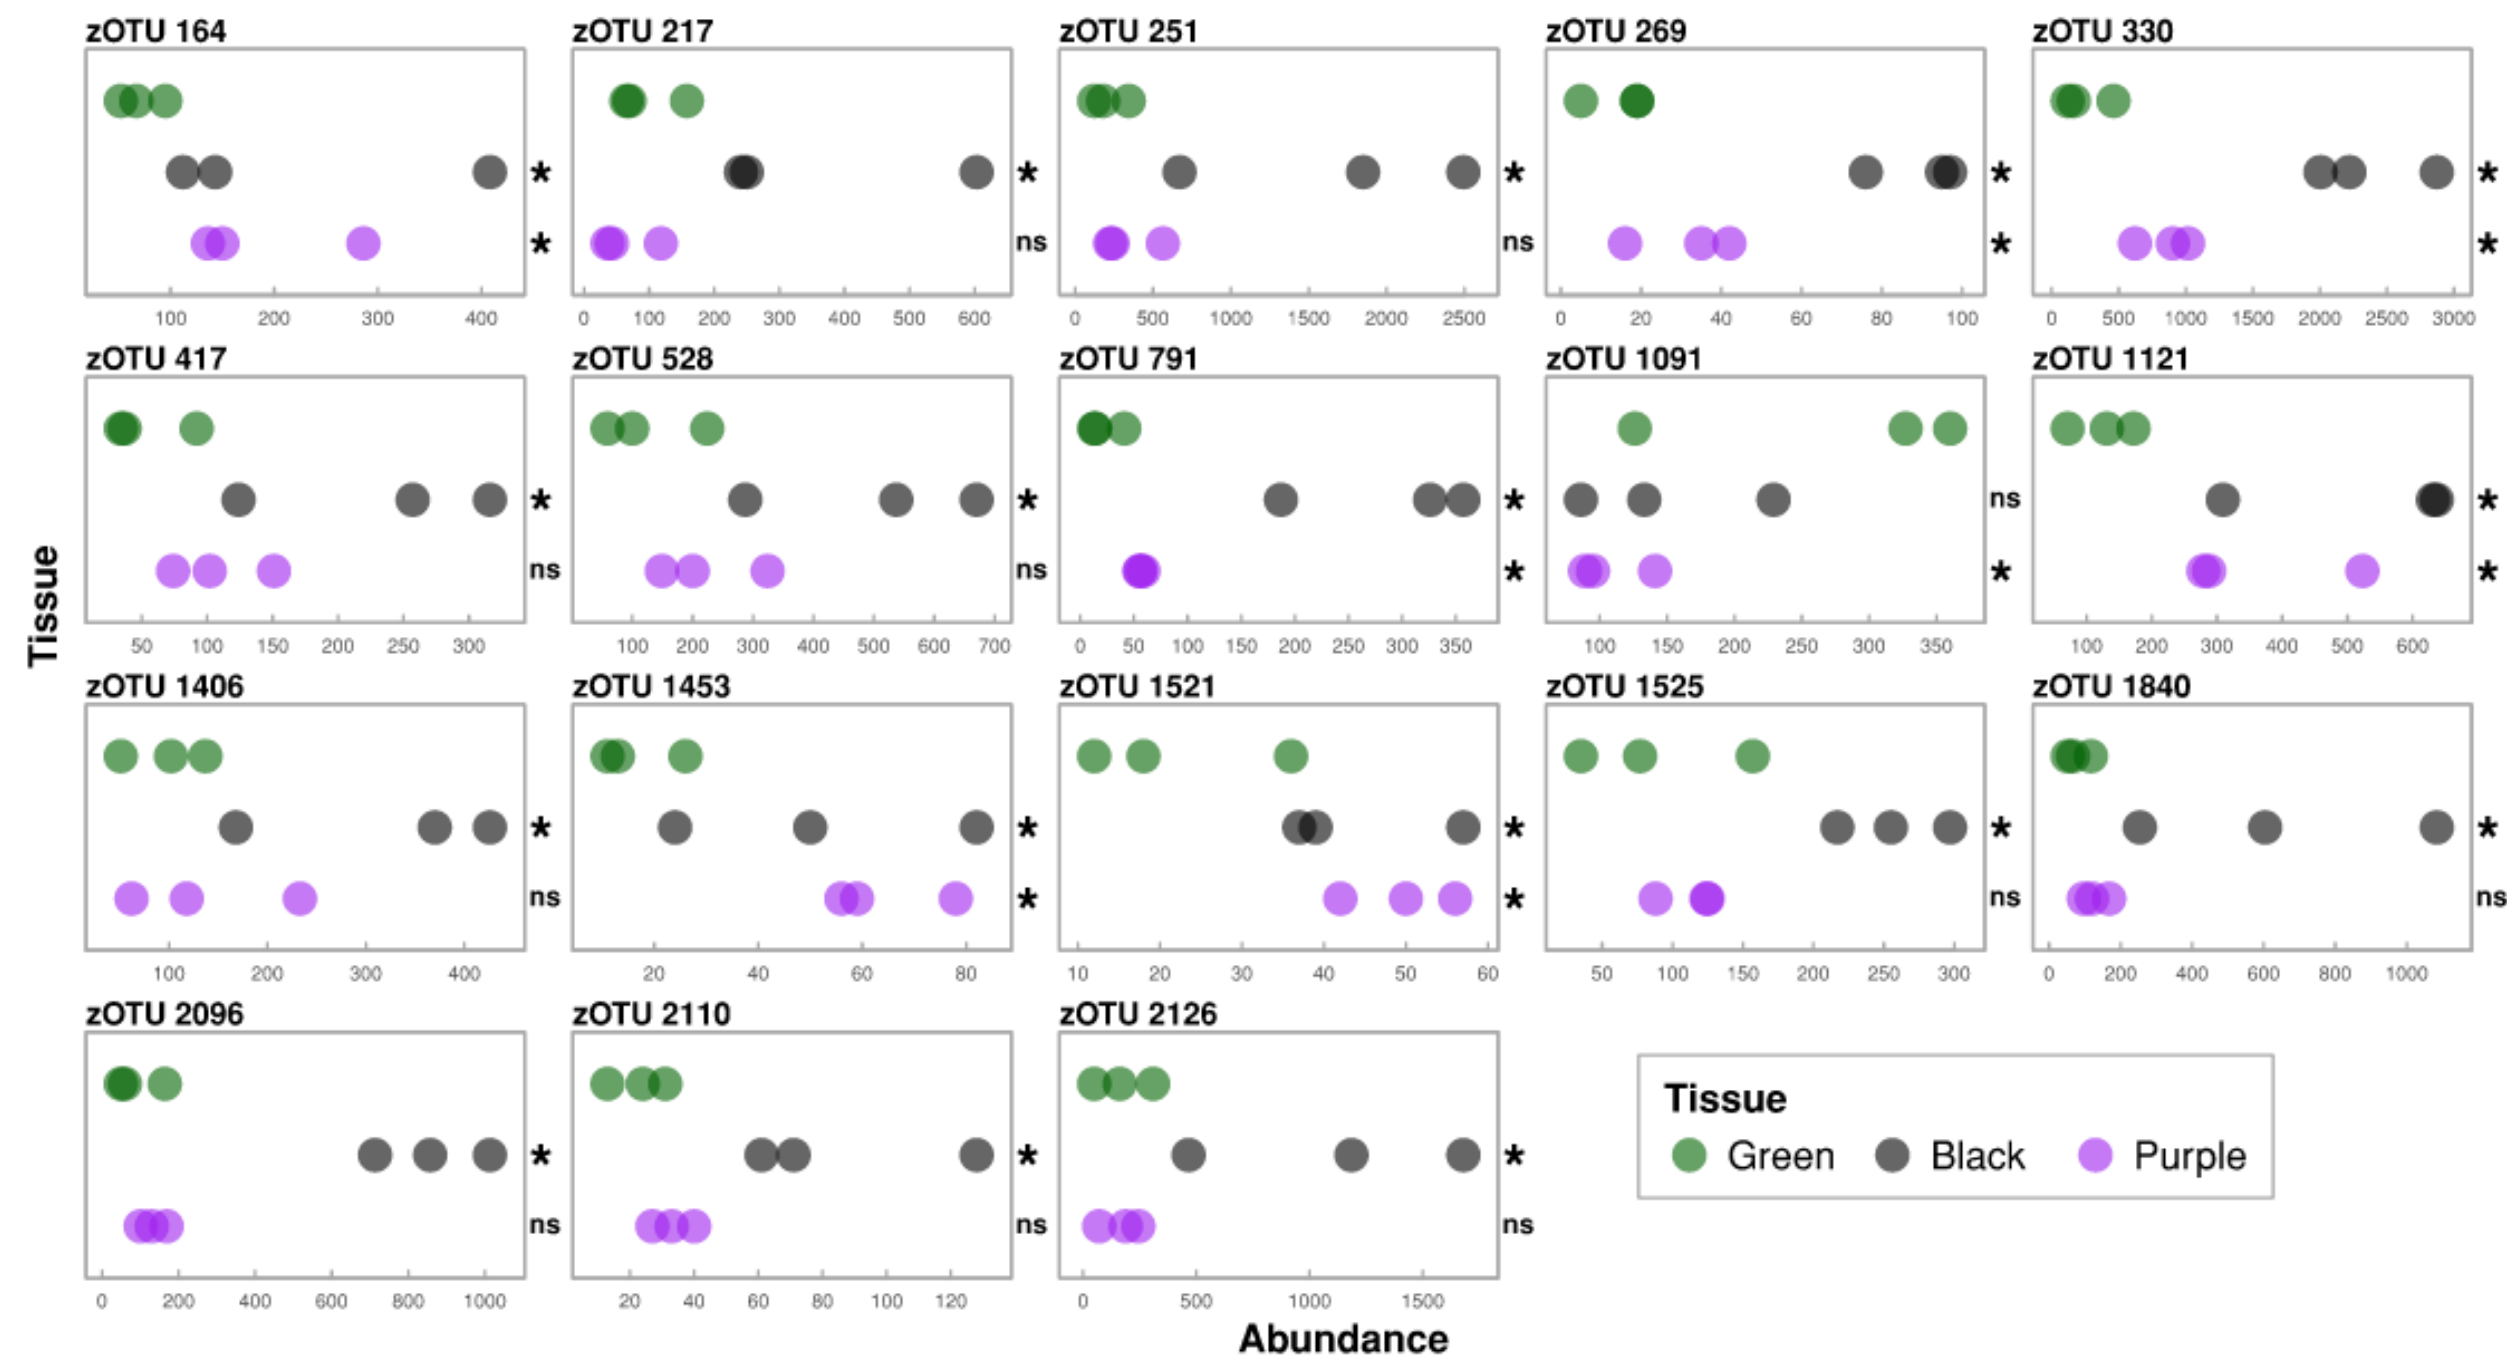 zOTU 164 zOTU 217 zOTU 251 zOTU 269 zOTU 330
* * * * *
* ns ns * *
100 200 300 400 0 100 200 300 400 500 600 0 500 1000 1500 2000 2500 0 20 40 60 80 100 0 500 1000 1500 2000 2500 3000
zOTU 417 zOTU 528 zOTU 791 zOTU 1091 zOTU 1121
* * * ns *
ns ns * * *
50 100 150 200 250 300 100 200 300 400 500 600 700 0 50 100 150 200 250 300 350 100 150 200 250 300 350 100 200 300 400 500 600
Tissue
zOTU 1406 zOTU 1453 zOTU 1521 zOTU 1525 zOTU 1840
* * * * *
ns * * ns ns
100 200 300 400 20 40 60 80 10 20 30 40 50 60 50 100 150 200 250 300 0 200 400 600 800 1000
zOTU 2096 zOTU 2110 zOTU 2126
* * *
ns ns ns
0 200 400 600 800 1000 20 40 60 80 100 120 0 500 1000 1500
Tissue
Green Black Purple
Abundance